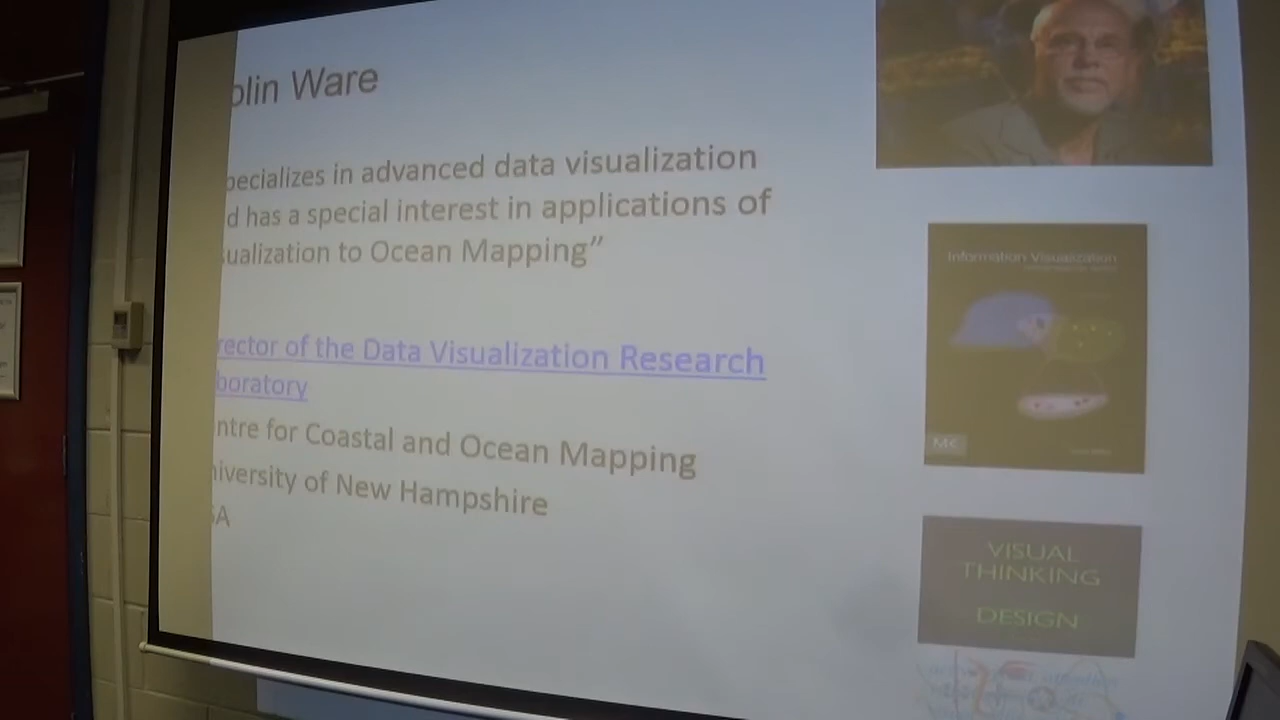 olin Ware
pecializes in advanced data visualization
d has a special interest in applications of
sualization to Ocean Mapping”
rector of the Data Visualization Research
boratory
ntre for Coastal and Ocean Mapping
niversity of New Hampshire
SA
Information Visualization
MK
VISUAL
THINKING
DESIGN